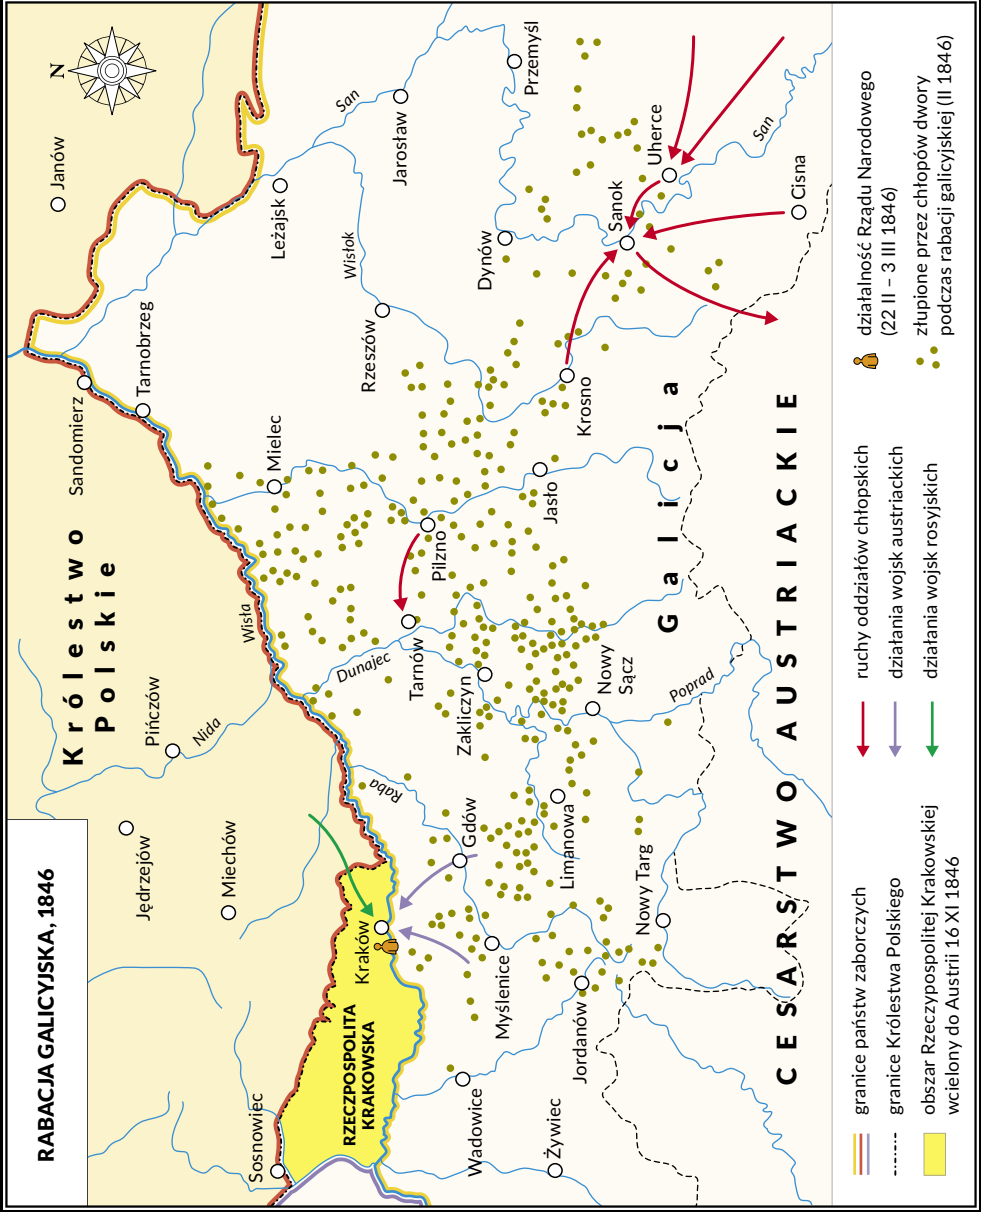 RABACJA GALICYJSKA, 1846
N
Królestwo
Polskie
Janów
Sandomierz
Tarnobrzeg
Jędrzejów
Pińczów
Nida
Miechów
Wisła
Mielec
Leżajsk
San
Wisłok
Jarosław
Rzeszów
Przemyśl
Sosnowiec
RZECZPOSPOLITA
KRAKOWSKA
Kraków
Raba
Dunajec
Tarnów
Pilzno
Dynów
Gdów
Zakliczyn
Myślenice
Wadowice
Żywiec
Jordanów
Limanowa
Nowy
Sącz
Jasło
Krosno
Sanok
Uherce
San
Cisna
Nowy Targ
Poprad
Galicja
CESARSTWO AUSTRIACKIE
granice państw zaborczych
granice Królestwa Polskiego
obszar Rzeczypospolitej Krakowskiej
wcielony do Austrii 16 XI 1846
ruchy oddziałów chłopskich
działania wojsk austriackich
działania wojsk rosyjskich
działalność Rządu Narodowego
(22 II – 3 III 1846)
złupione przez chłopów dwory
podczas rabacji galicyjskiej (II 1846)